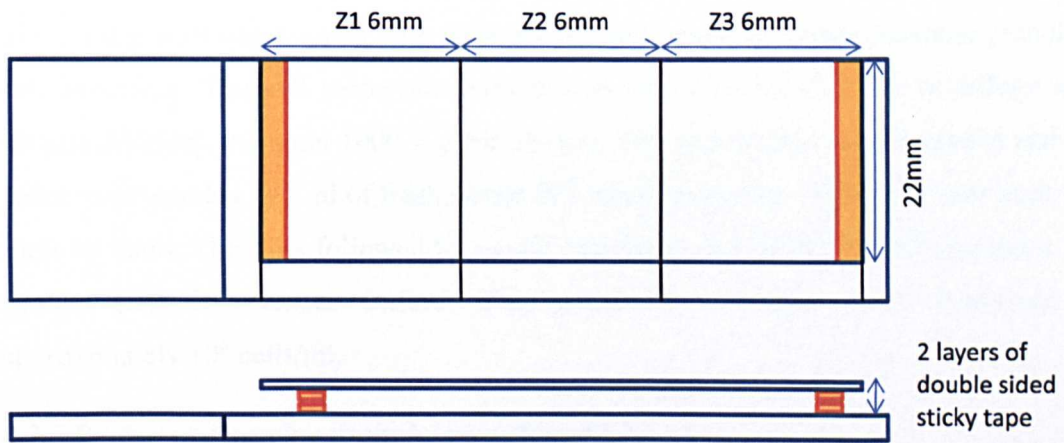 Z1 6mm
Z2 6mm
Z3 6mm
22mm
2 layers of
double sided
sticky tape